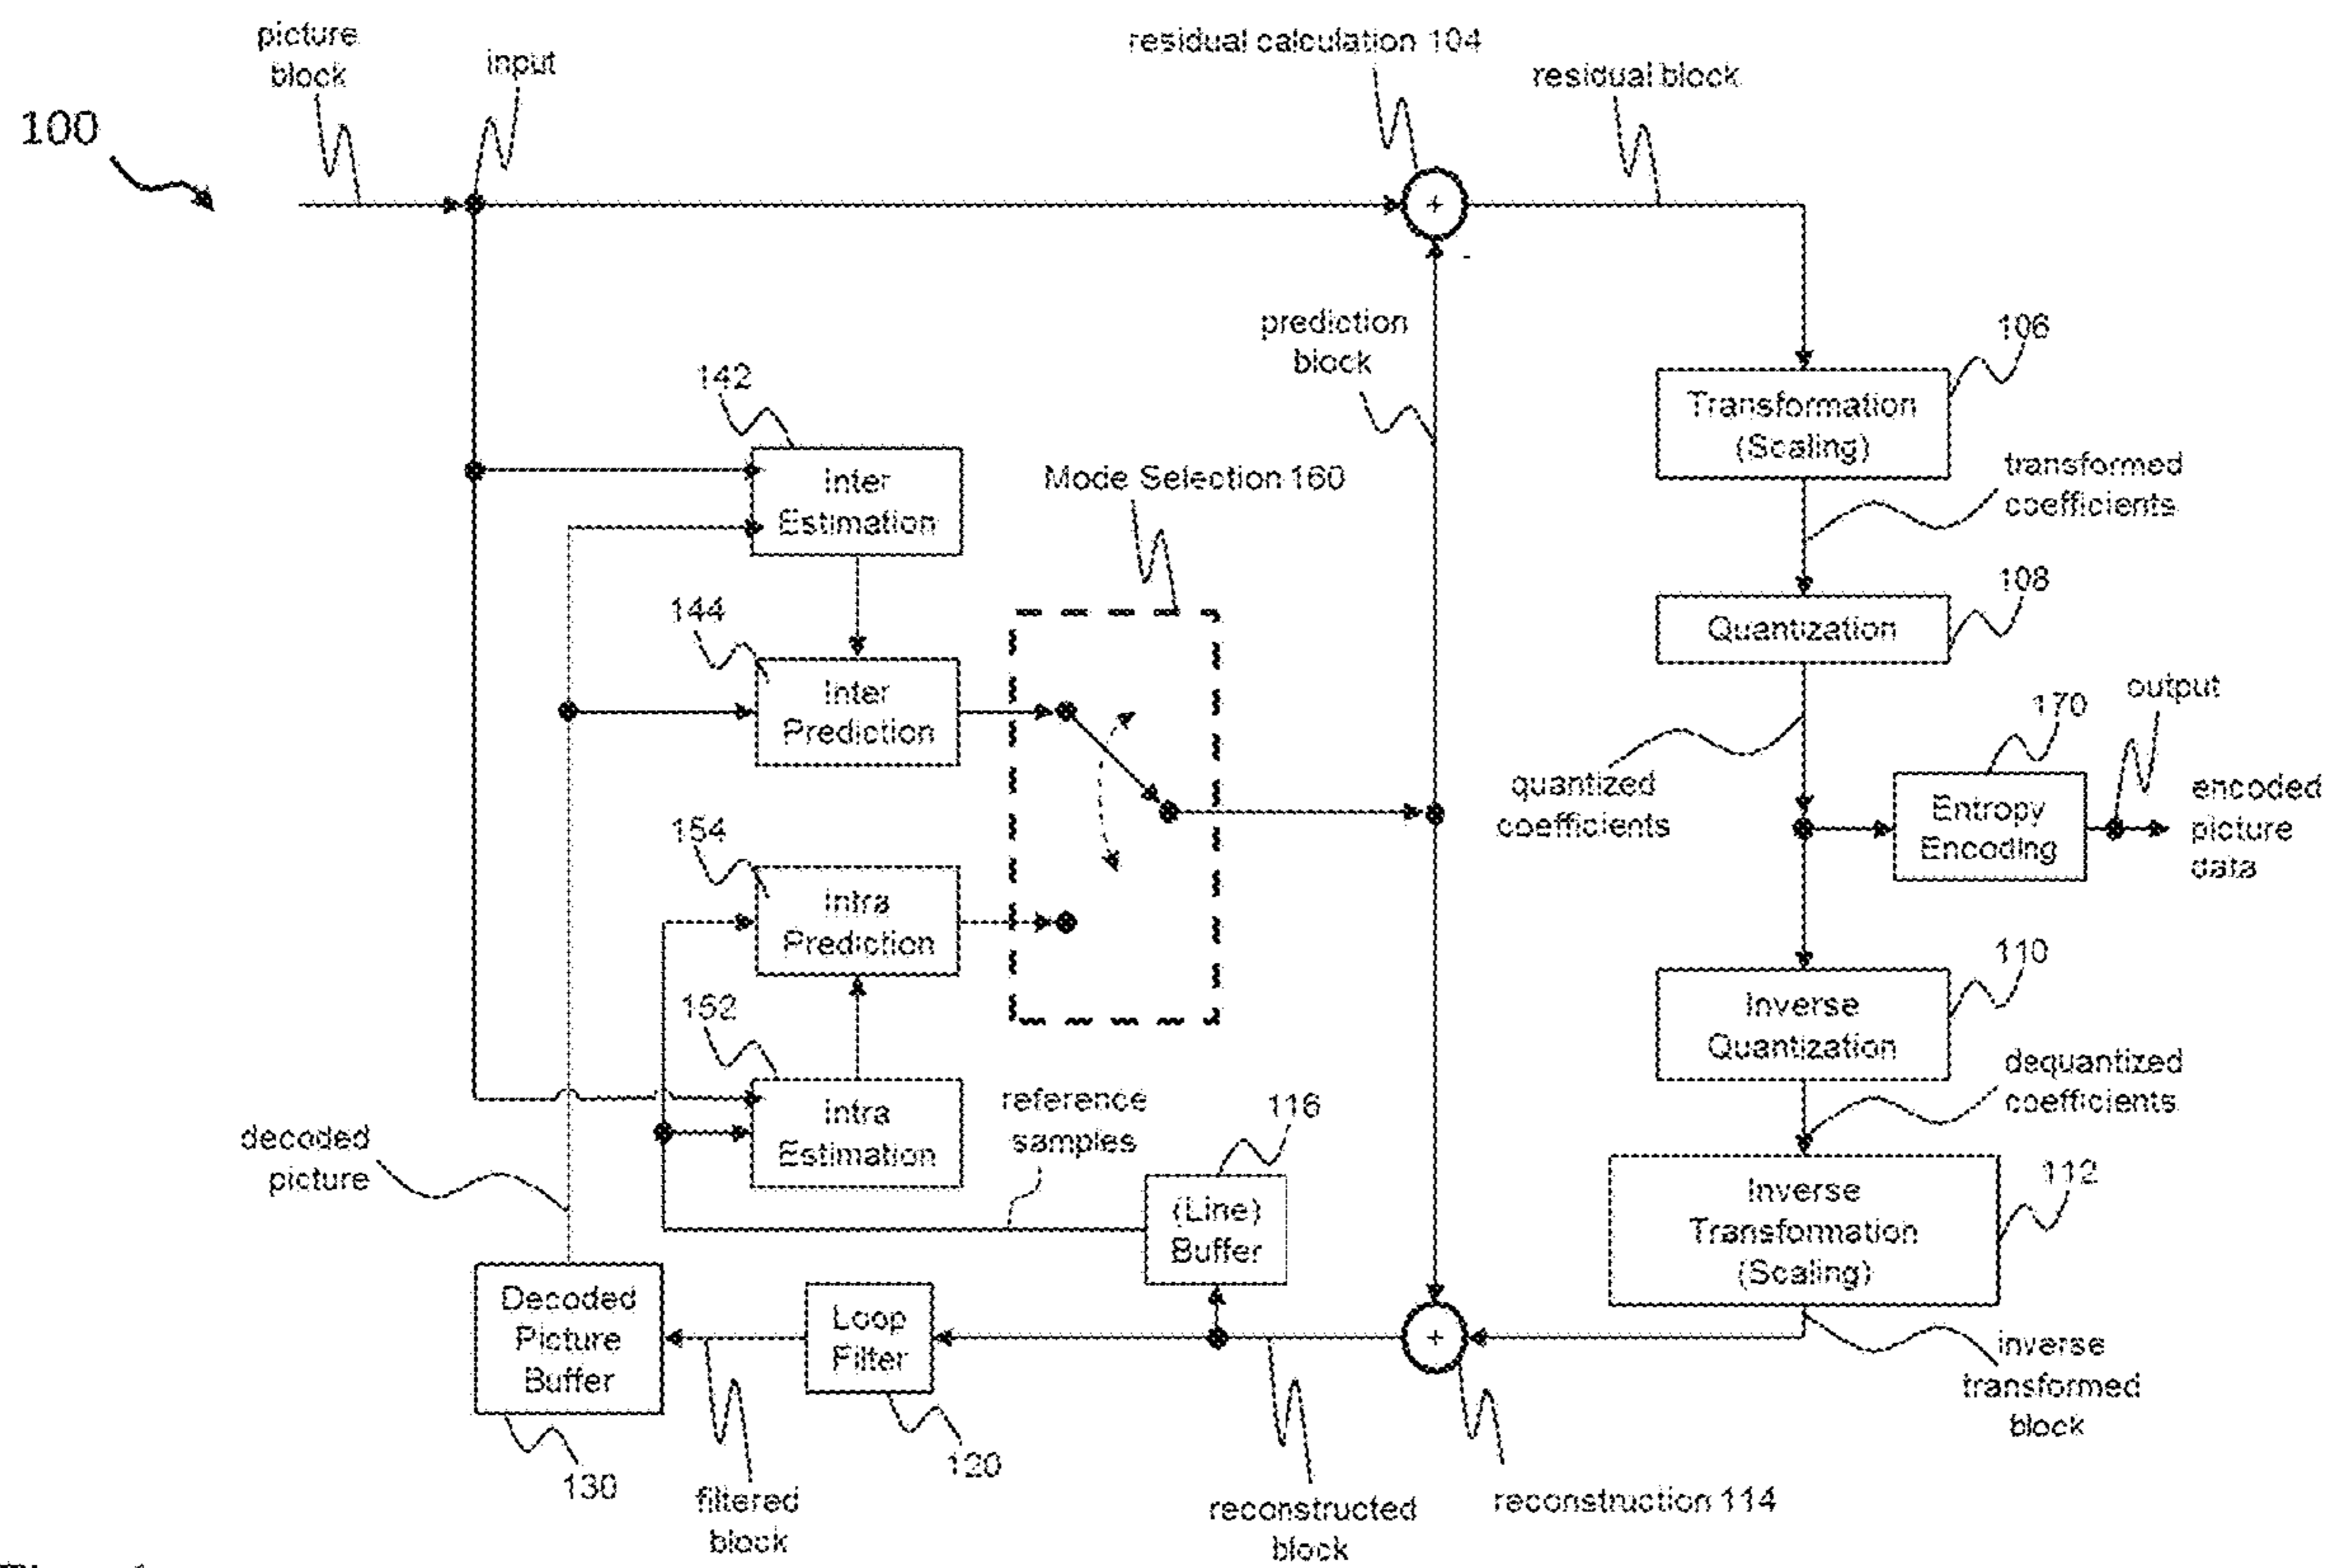 picture
block
input
residual calculation 104
residual block
100
+
-
prediction
block
106
Transformation
(Scaling)
142
Inter
Estimation
Mode Selection 160
transformed
coefficients
108
Quantization
144
Inter
Prediction
170
output
quantized
coefficients
Entropy
Encoding
encoded
picture
data
154
Intra
Prediction
110
Inverse
Quantization
152
Intra
Estimation
reference
samples
116
(Line)
Buffer
dequantized
coefficients
decoded
picture
112
Inverse
Transformation
(Scaling)
Decoded
Picture
Buffer
Loop
Filter
+
inverse
transformed
block
130
filtered
block
120
reconstructed
block
reconstruction 114